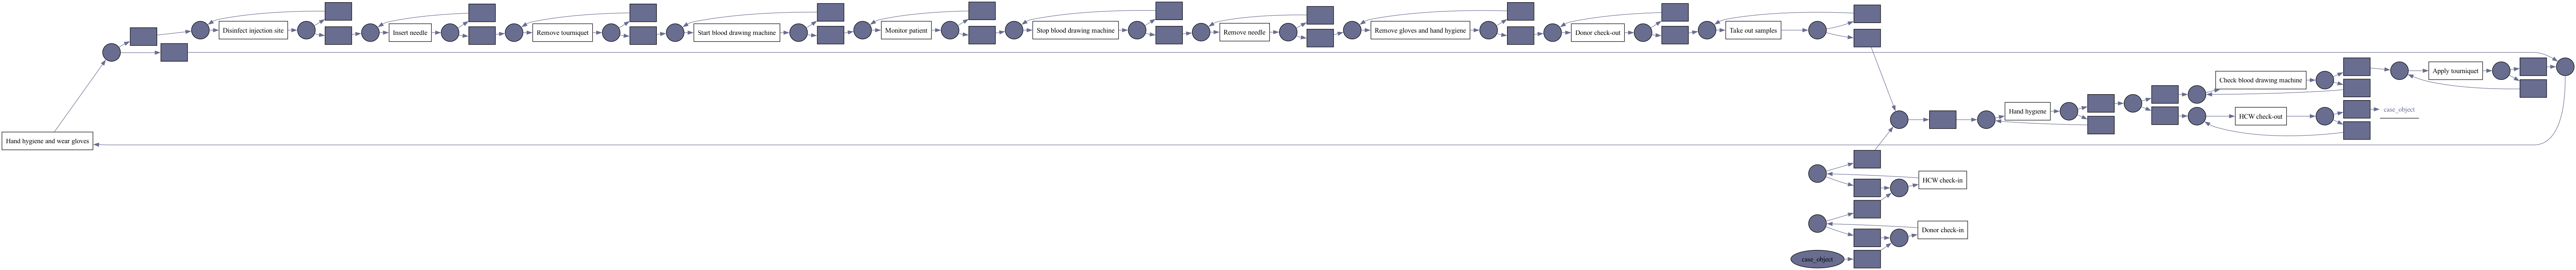 Disinfect injection site
Insert needle
Remove tourniquet
Start blood drawing machine
Monitor patient
Stop blood drawing machine
Remove needle
Remove gloves and hand hygiene
Donor check-out
Take out samples
Check blood drawing machine
Apply tourniquet
Hand hygiene
case_object
HCW check-out
Hand hygiene and wear gloves
HCW check-in
Donor check-in
case_object